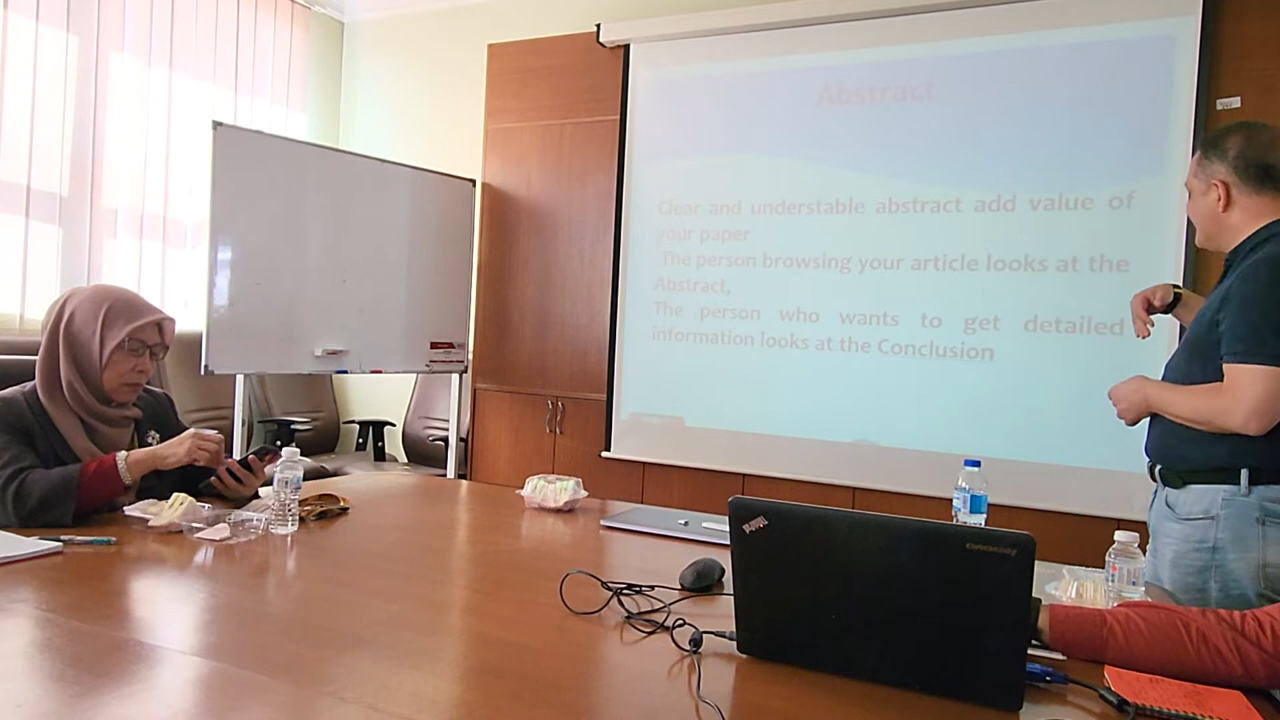 Abstract
Clear and understable abstract add value of
your paper
The person browsing your article looks at the
Abstract,
The person who wants to get detailed
information looks at the Conclusion
lenovo